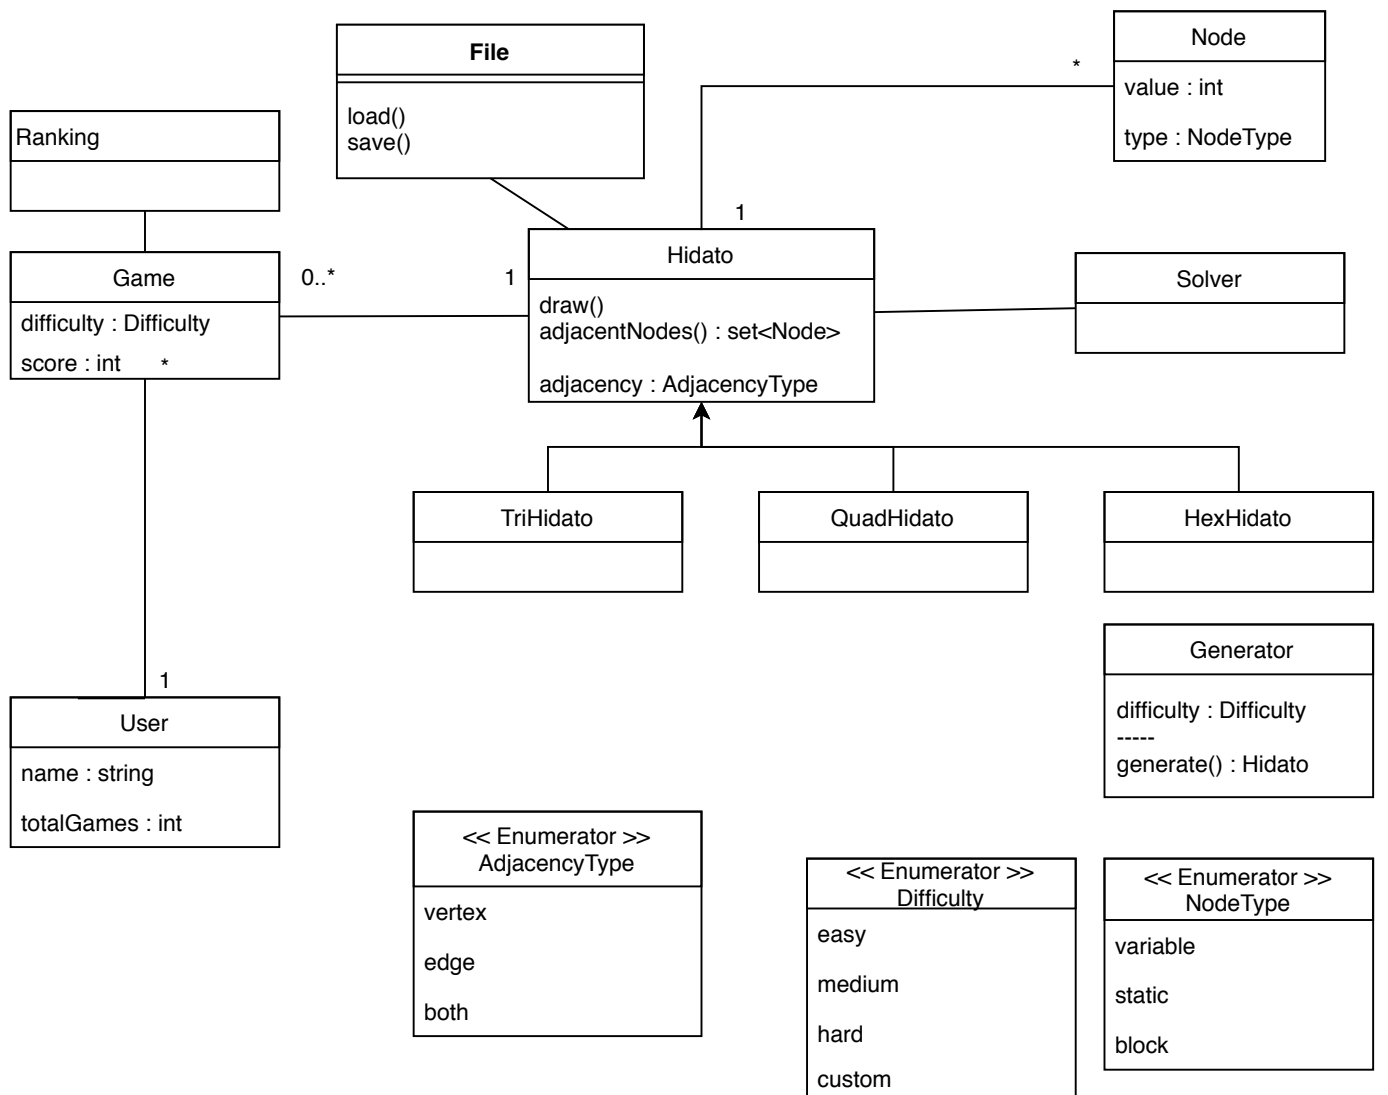 File
load()
save()
Node
*
value : int
type : NodeType
Ranking
1
Game
0..*
1
difficulty : Difficulty
score : int
*
Hidato
draw()
adjacentNodes() : set<Node>
adjacency : AdjacencyType
Solver
TriHidato
QuadHidato
HexHidato
Generator
difficulty : Difficulty
-----
generate() : Hidato
1
User
name : string
totalGames : int
<< Enumerator >>
AdjacencyType
vertex
edge
both
<< Enumerator >>
Difficulty
easy
medium
hard
custom
<< Enumerator >>
NodeType
variable
static
block